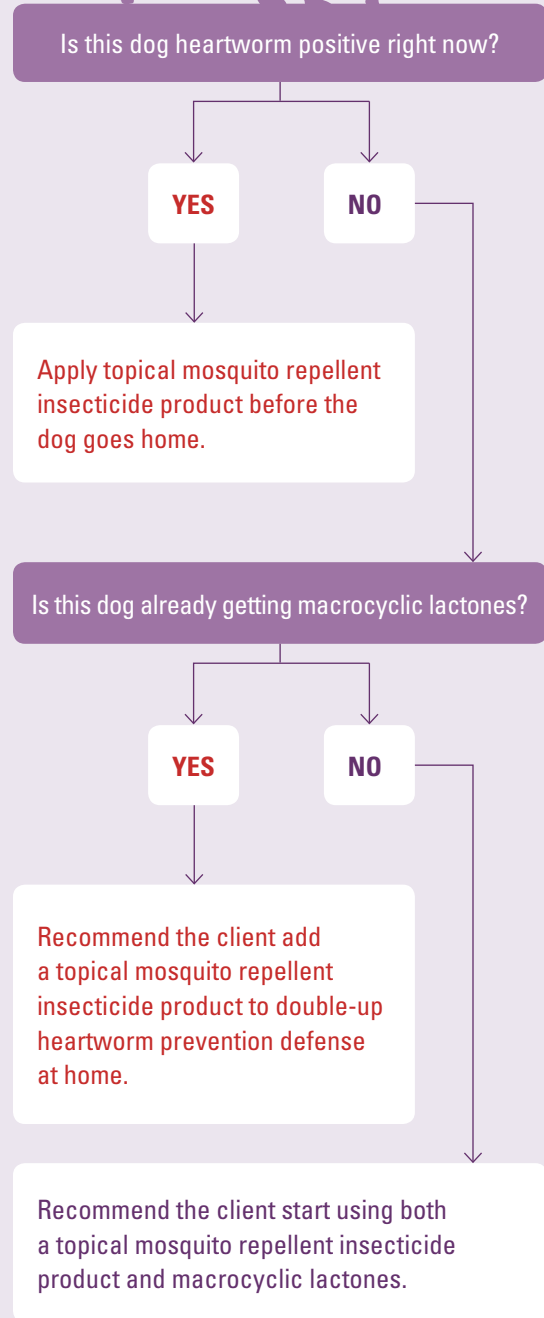 Is this dog heartworm positive right now?
YES
NO
Apply topical mosquito repellent
insecticide product before the
dog goes home.
Is this dog already getting macrocyclic lactones?
YES
NO
Recommend the client add
a topical mosquito repellent
insecticide product to double-up
heartworm prevention defense
at home.
Recommend the client start using both
a topical mosquito repellent insecticide
product and macrocyclic lactones.